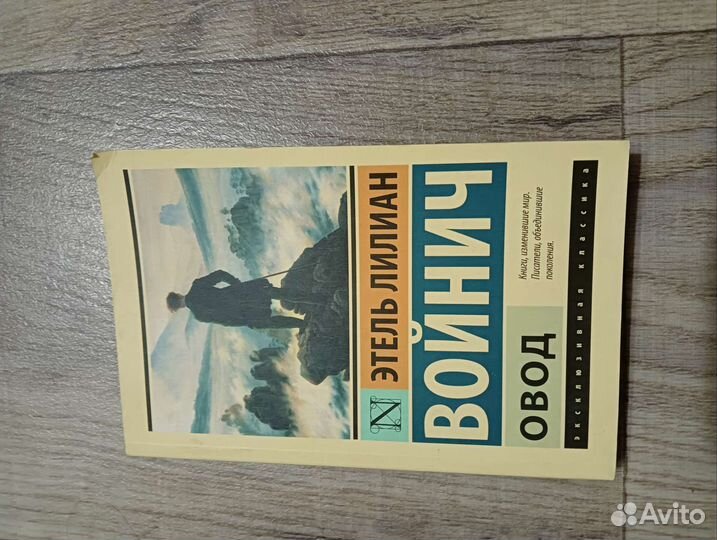 ЭТЕЛЬ ЛИЛИАН
ВОЙНИЧ
ОВОД
Книги, изменившие мир.
Писатели, объединившие
поколения.
эксклюзивная классика
Avito